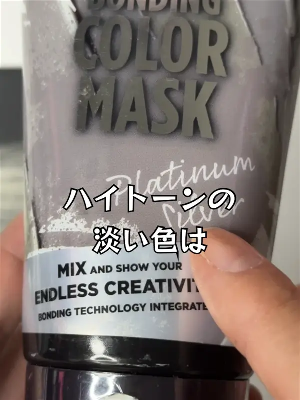 BONDING
COLOR
MASK
Platinum
Silver
ハイトーンの
淡い色は
MIX AND SHOW YOUR
ENDLESS CREATIVIT
BONDING TECHNOLOGY INTEGRATE